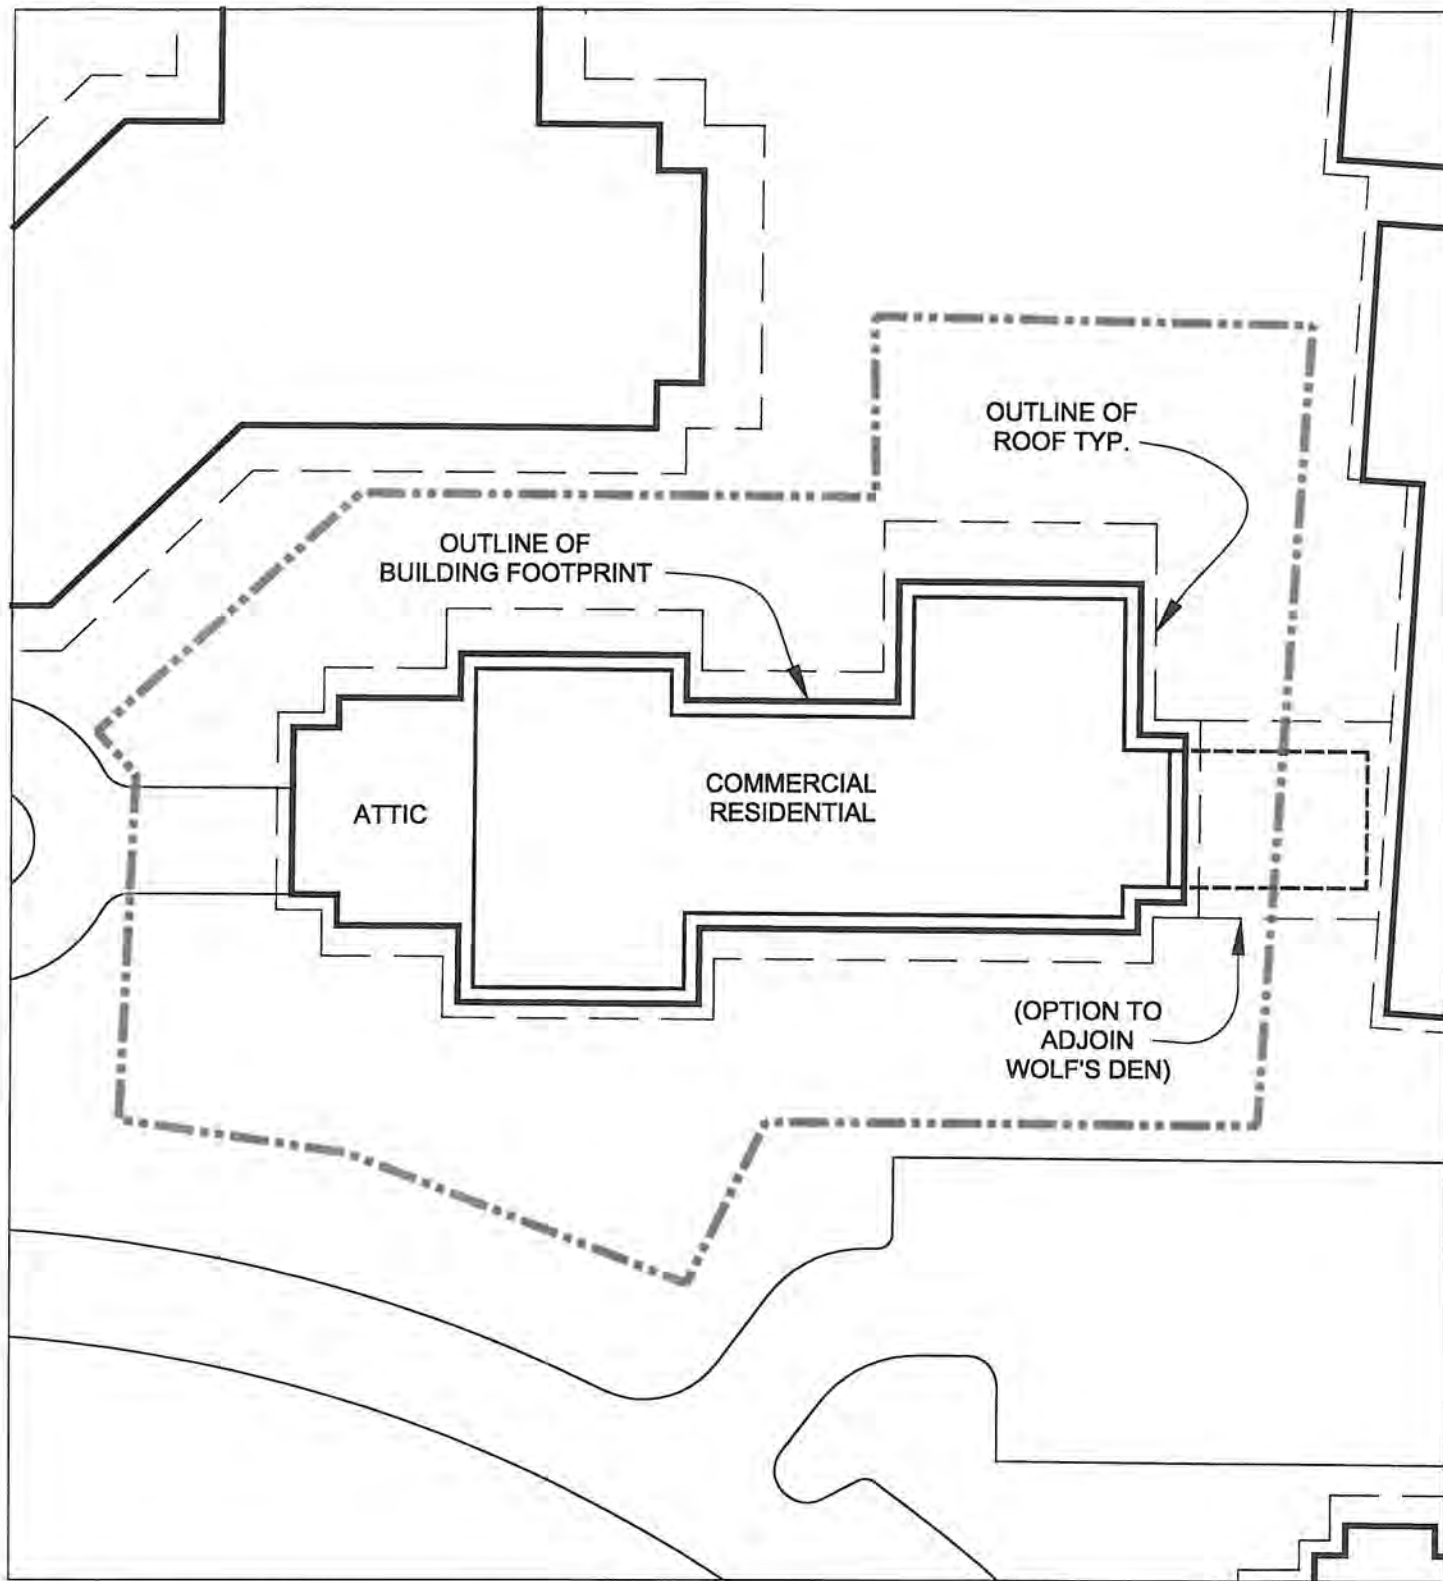 OUTLINE OF
ROOF TYP.
OUTLINE OF
BUILDING FOOTPRINT
COMMERCIAL
RESIDENTIAL
ATTIC
(OPTION TO
ADJOIN
WOLF'S DEN)